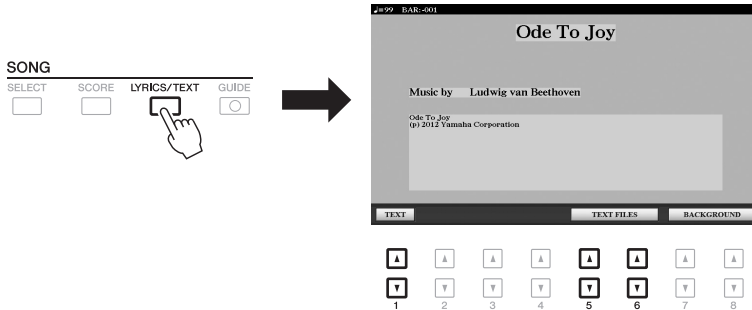 SONG
SELECT SCORE LYRICS/TEXT GUIDE
♩=99 BAR:-001
Ode To Joy
Music by Ludwig van Beethoven
Ode To Joy
(p) 2012 Yamaha Corporation
TEXT TEXT FILES BACKGROUND
1 2 3 4 5 6 7 8